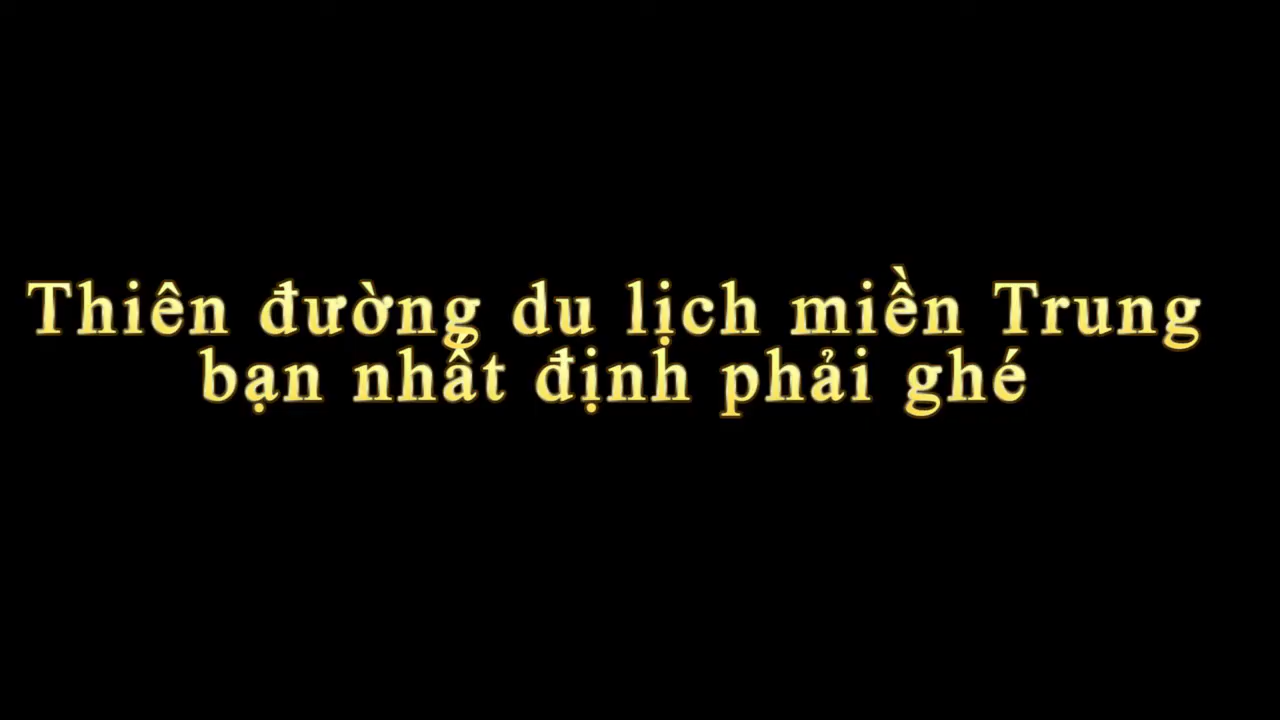 Thiên đường du lịch miền Trung
bạn nhất định phải ghé